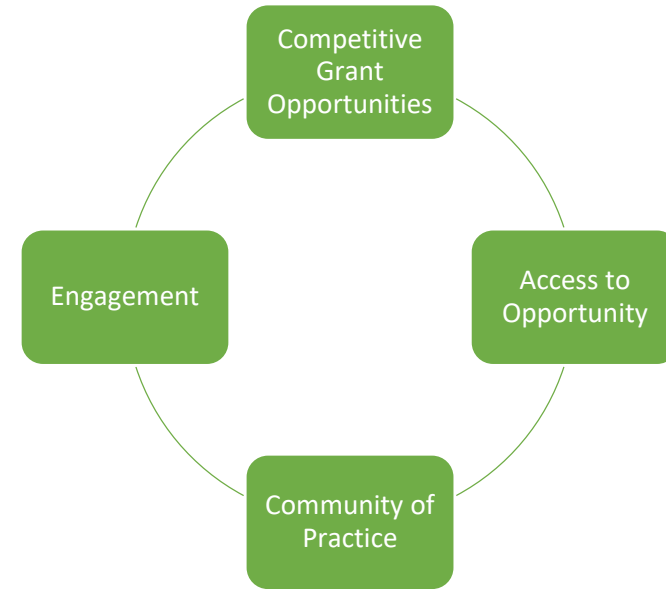 Competitive
Grant
Opportunities
Engagement
Access to
Opportunity
Community of
Practice